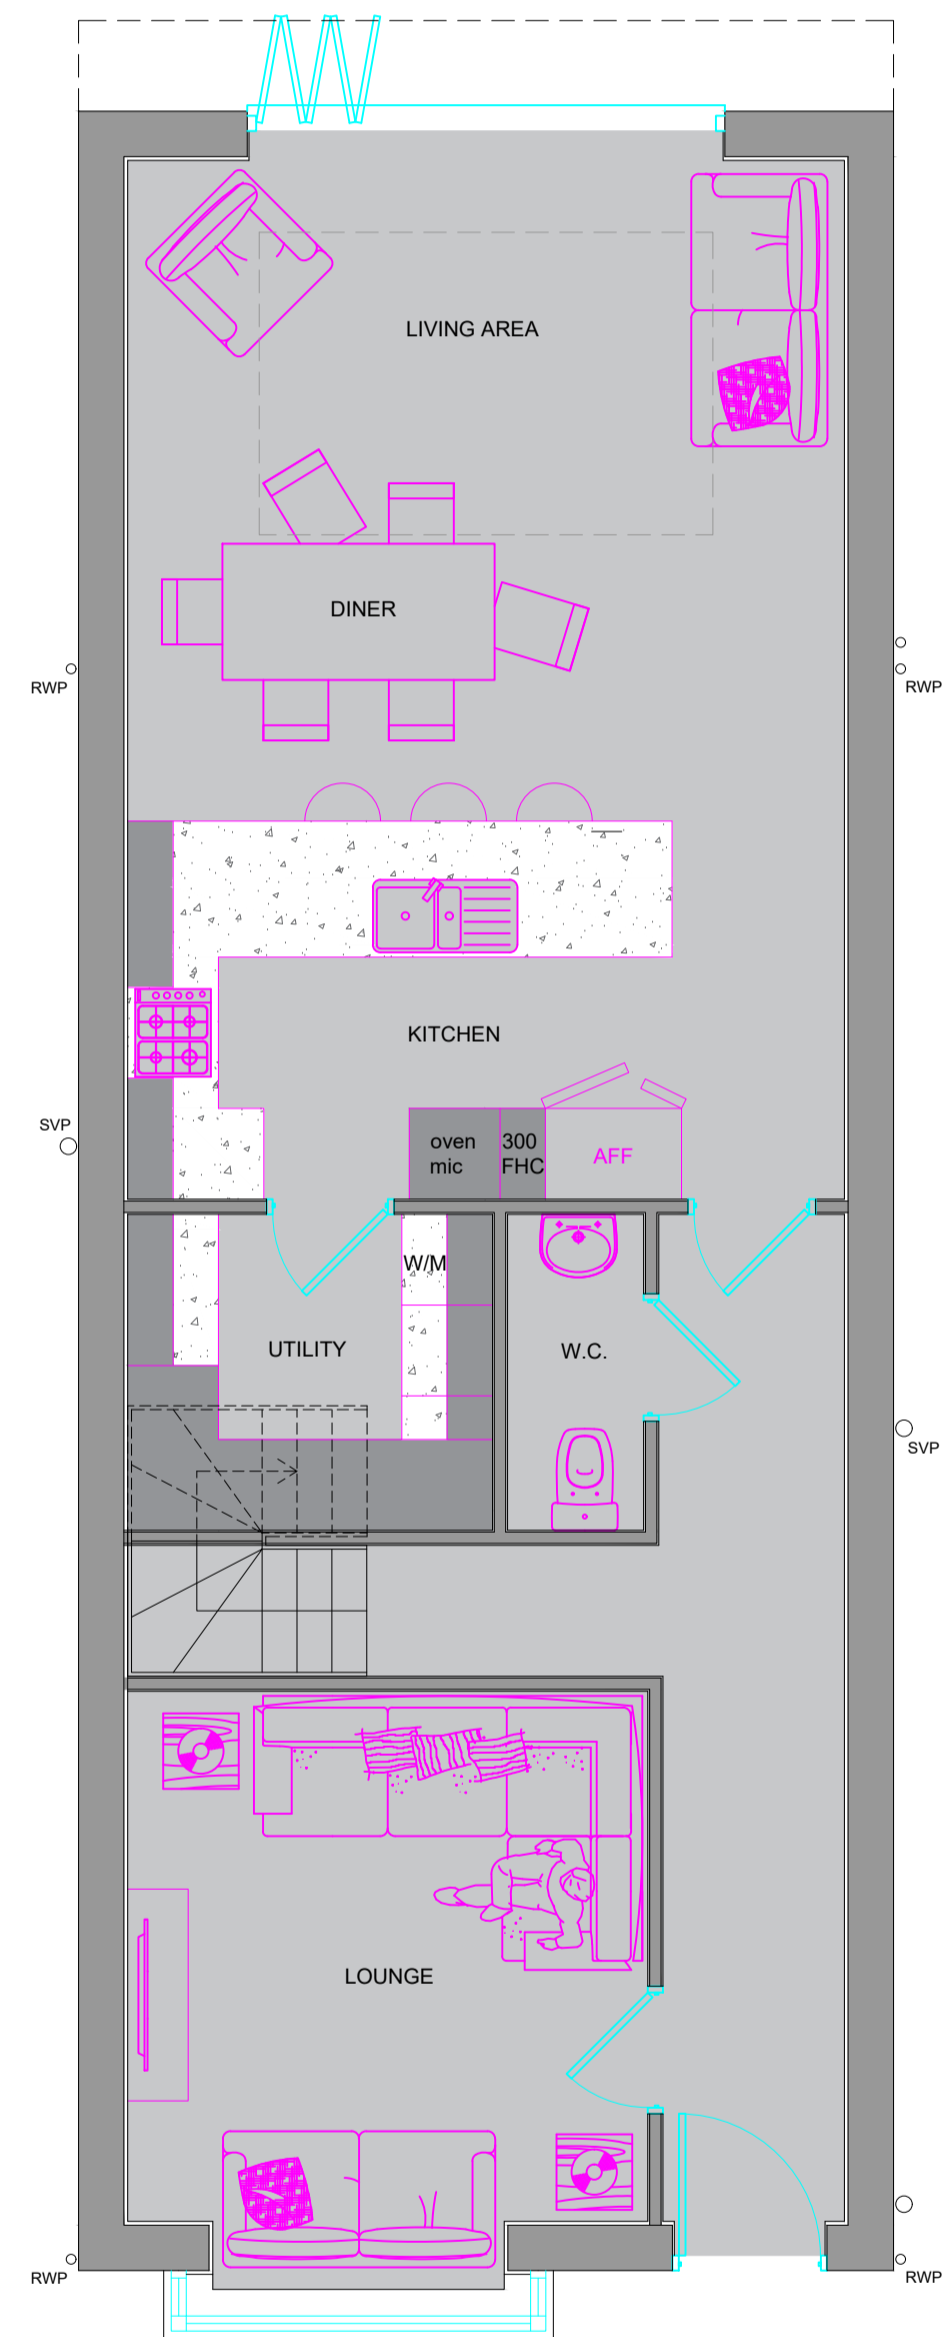 LIVING AREA
DINER
RWP
RWP
KITCHEN
SVP
oven
mic
300
FHC
AFF
W/M
UTILITY
W.C.
SVP
LOUNGE
RWP
RWP